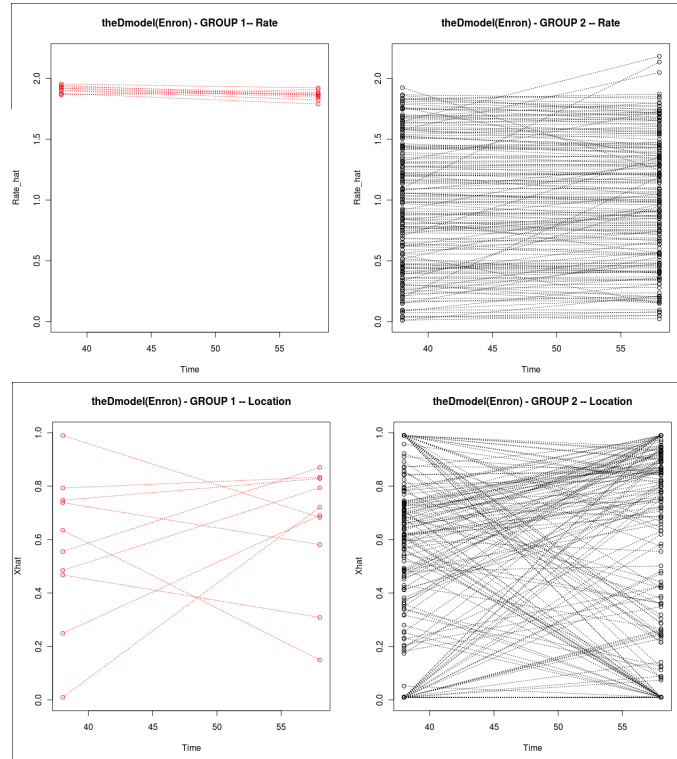 theDmodel(Enron) - GROUP 1-- Rate
theDmodel(Enron) - GROUP 2 -- Rate
Rate_hat
2.0
1.5
1.0
0.5
0.0
40 45 50 55
Time
Rate_hat
2.0
1.5
1.0
0.5
0.0
40 45 50 55
Time
theDmodel(Enron) - GROUP 1 -- Location
theDmodel(Enron) - GROUP 2 -- Location
Xhat
1.0
0.8
0.6
0.4
0.2
0.0
40 45 50 55
Time
Xhat
1.0
0.8
0.6
0.4
0.2
0.0
40 45 50 55
Time